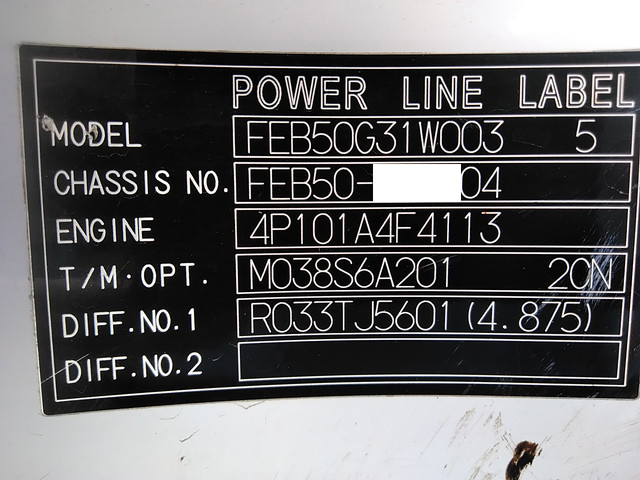 POWER LINE LABEL
MODEL FEB50G31W003 5
CHASSIS NO. FEB50- 04
ENGINE 4P101A4F4113
T/M·OPT. M038S6A201 20N
DIFF.NO.1 R033TJ5601(4.875)
DIFF.NO.2